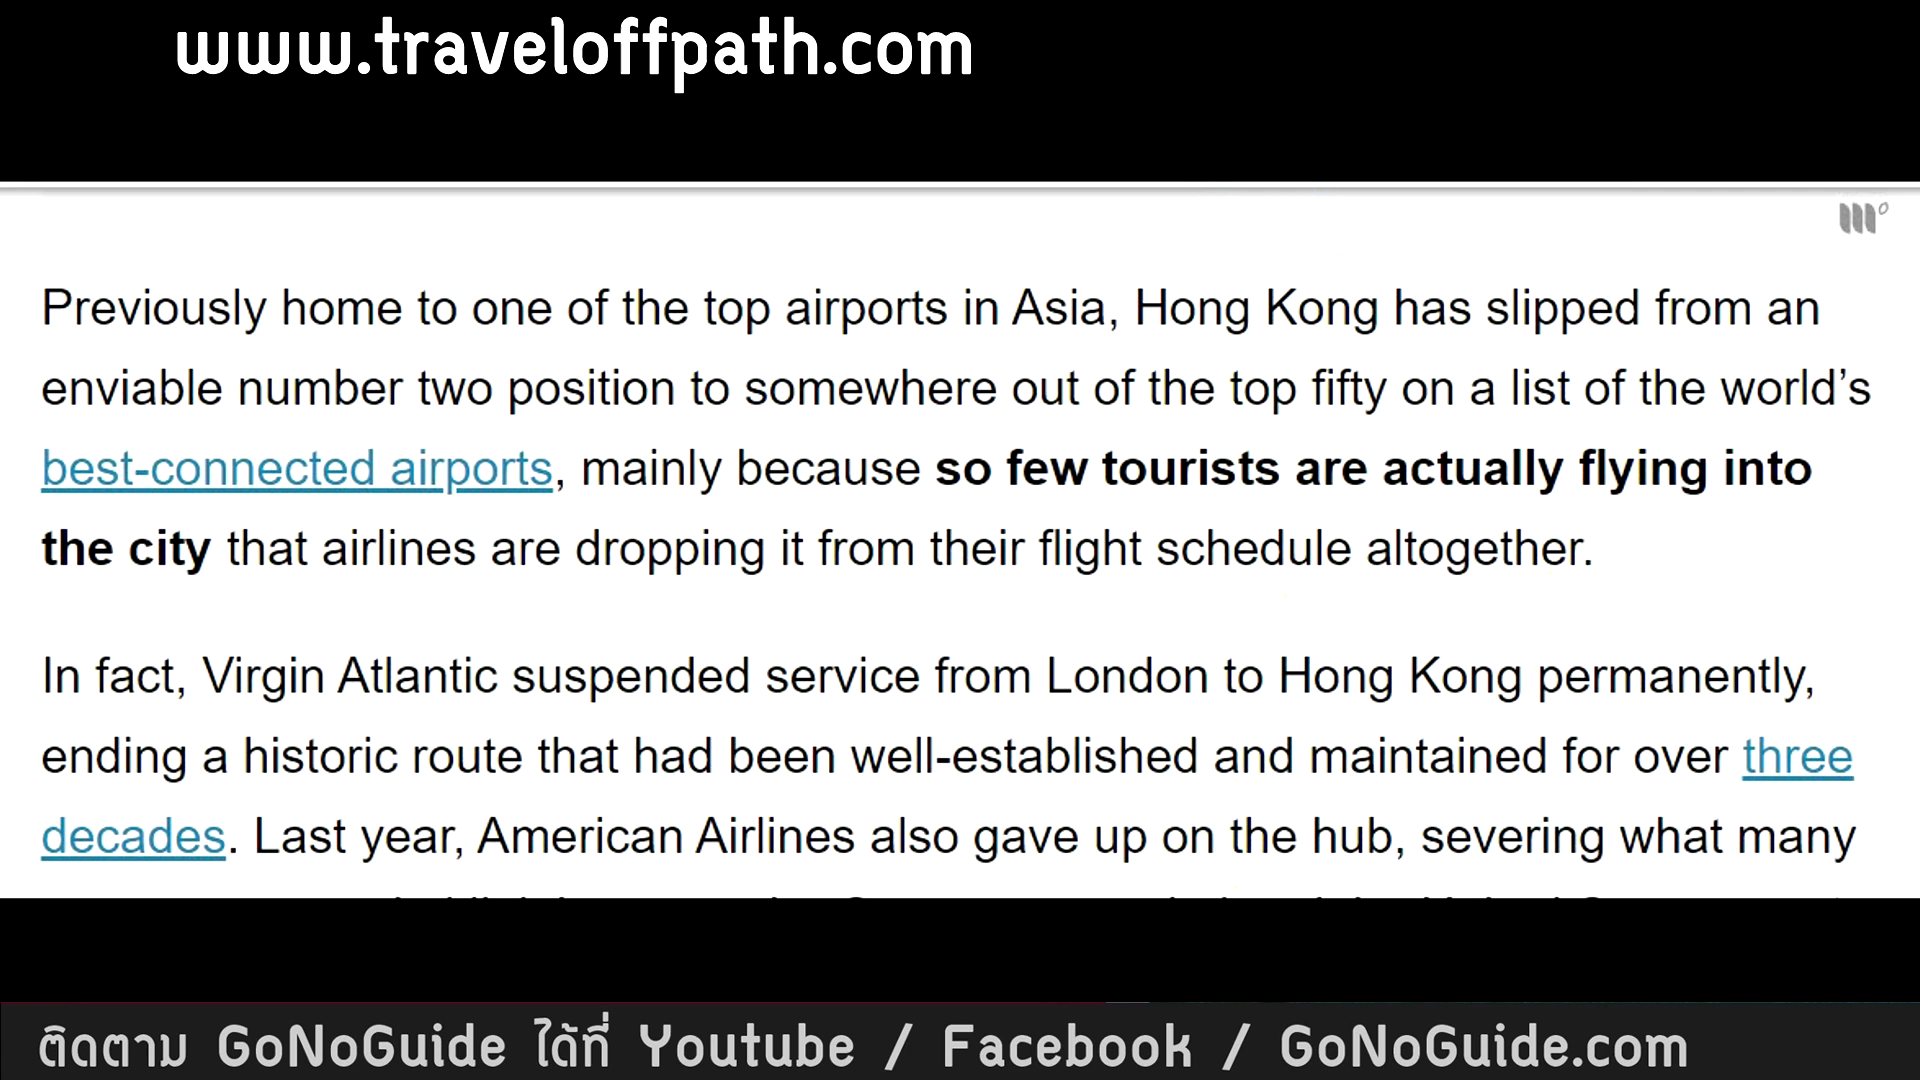 www.traveloffpath.com
Previously home to one of the top airports in Asia, Hong Kong has slipped from an
enviable number two position to somewhere out of the top fifty on a list of the world’s
best-connected airports, mainly because so few tourists are actually flying into
the city that airlines are dropping it from their flight schedule altogether.
In fact, Virgin Atlantic suspended service from London to Hong Kong permanently,
ending a historic route that had been well-established and maintained for over three
decades. Last year, American Airlines also gave up on the hub, severing what many
ติดตาม GoNoGuide ได้ที่ Youtube / Facebook / GoNoGuide.com